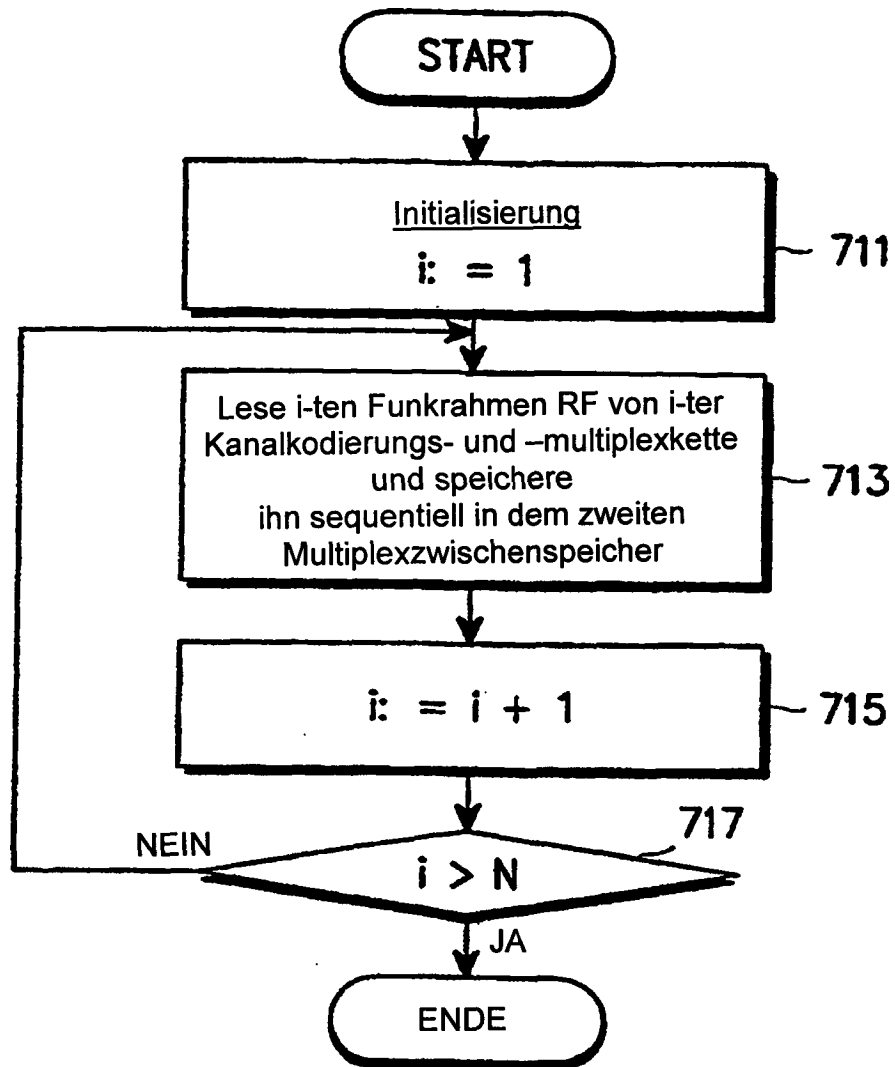 START
Initialisierung
i: = 1
711
Lese i-ten Funkrahmen RF von i-ter
Kanalkodierungs- und –multiplexkette
und speichere
ihn sequentiell in dem zweiten
Multiplexzwischenspeicher
713
i: = i + 1
715
717
NEIN
i > N
JA
ENDE